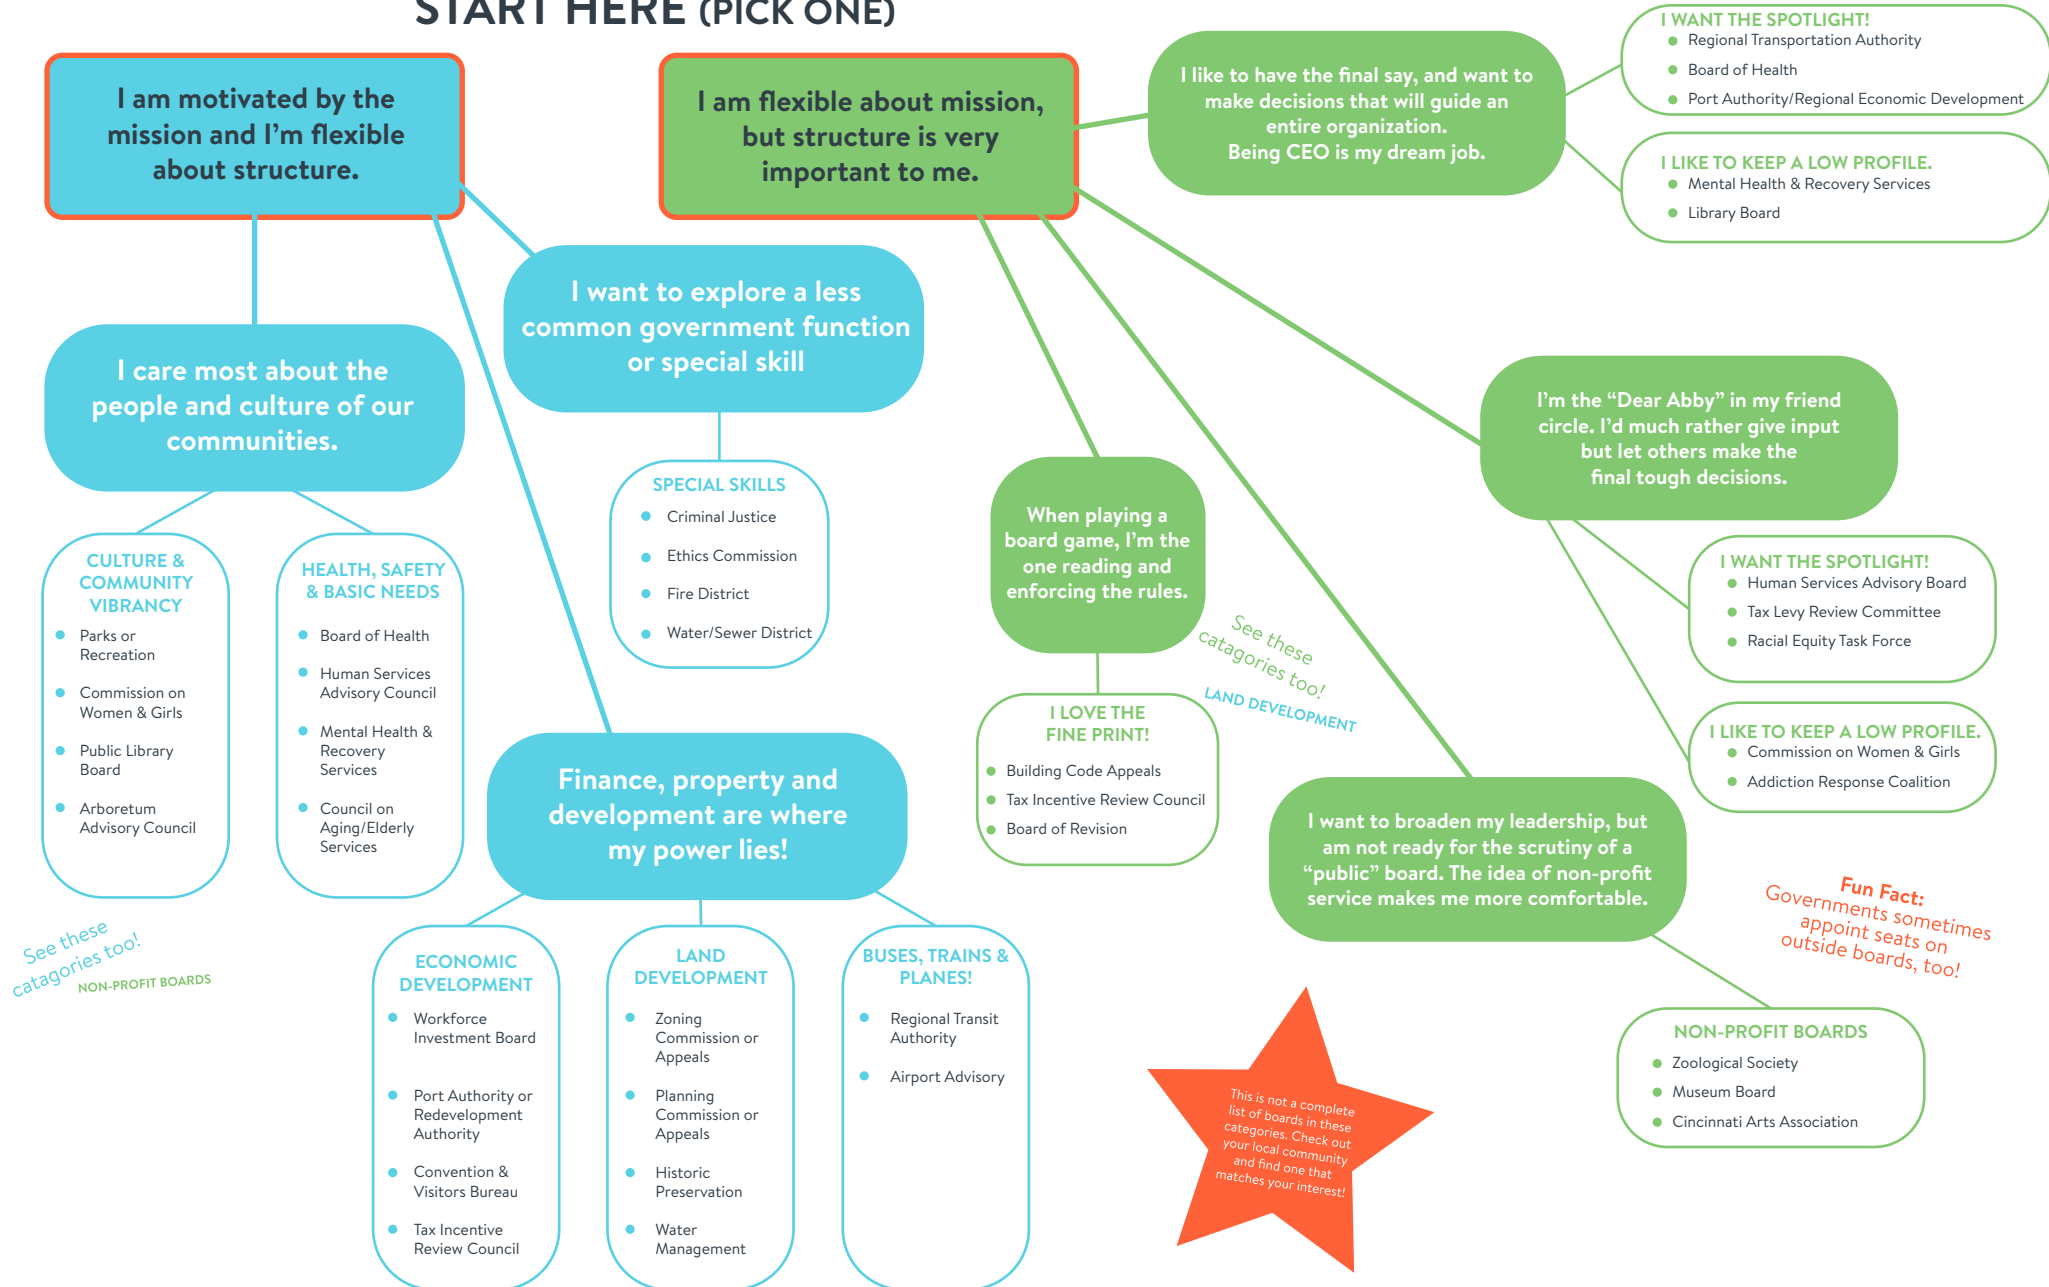 START HERE (PICK ONE)
I am motivated by the
mission and I’m flexible
about structure.
I care most about the
people and culture of our
communities.
CULTURE &
COMMUNITY
VIBRANCY
Parks or
Recreation
Commission on
Women & Girls
Public Library
Board
Arboretum
Advisory Council
HEALTH, SAFETY
& BASIC NEEDS
Board of Health
Human Services
Advisory Council
Mental Health &
Recovery
Services
Council on
Aging/Elderly
Services
See these
catagories too!
NON-PROFIT BOARDS
I want to explore a less
common government function
or special skill
SPECIAL SKILLS
Criminal Justice
Ethics Commission
Fire District
Water/Sewer District
Finance, property and
development are where
my power lies!
ECONOMIC
DEVELOPMENT
Workforce
Investment Board
Port Authority or
Redevelopment
Authority
Convention &
Visitors Bureau
Tax Incentive
Review Council
LAND
DEVELOPMENT
Zoning
Commission or
Appeals
Planning
Commission or
Appeals
Historic
Preservation
Water
Management
BUSES, TRAINS &
PLANES!
Regional Transit
Authority
Airport Advisory
I am flexible about mission,
but structure is very
important to me.
I like to have the final say, and want to
make decisions that will guide an
entire organization.
Being CEO is my dream job.
I WANT THE SPOTLIGHT!
Regional Transportation Authority
Board of Health
Port Authority/Regional Economic Development
I LIKE TO KEEP A LOW PROFILE.
Mental Health & Recovery Services
Library Board
I’m the “Dear Abby” in my friend
circle. I’d much rather give input
but let others make the
final tough decisions.
I WANT THE SPOTLIGHT!
Human Services Advisory Board
Tax Levy Review Committee
Racial Equity Task Force
I LIKE TO KEEP A LOW PROFILE.
Commission on Women & Girls
Addiction Response Coalition
When playing a
board game, I’m the
one reading and
enforcing the rules.
See these
catagories too!
LAND DEVELOPMENT
I LOVE THE
FINE PRINT!
Building Code Appeals
Tax Incentive Review Council
Board of Revision
I want to broaden my leadership, but
am not ready for the scrutiny of a
“public” board. The idea of non-profit
service makes me more comfortable.
Fun Fact:
Governments sometimes
appoint seats on
outside boards, too!
NON-PROFIT BOARDS
Zoological Society
Museum Board
Cincinnati Arts Association
This is not a complete
list of boards in these
categories. Check out
your local community
and find one that
matches your interest!